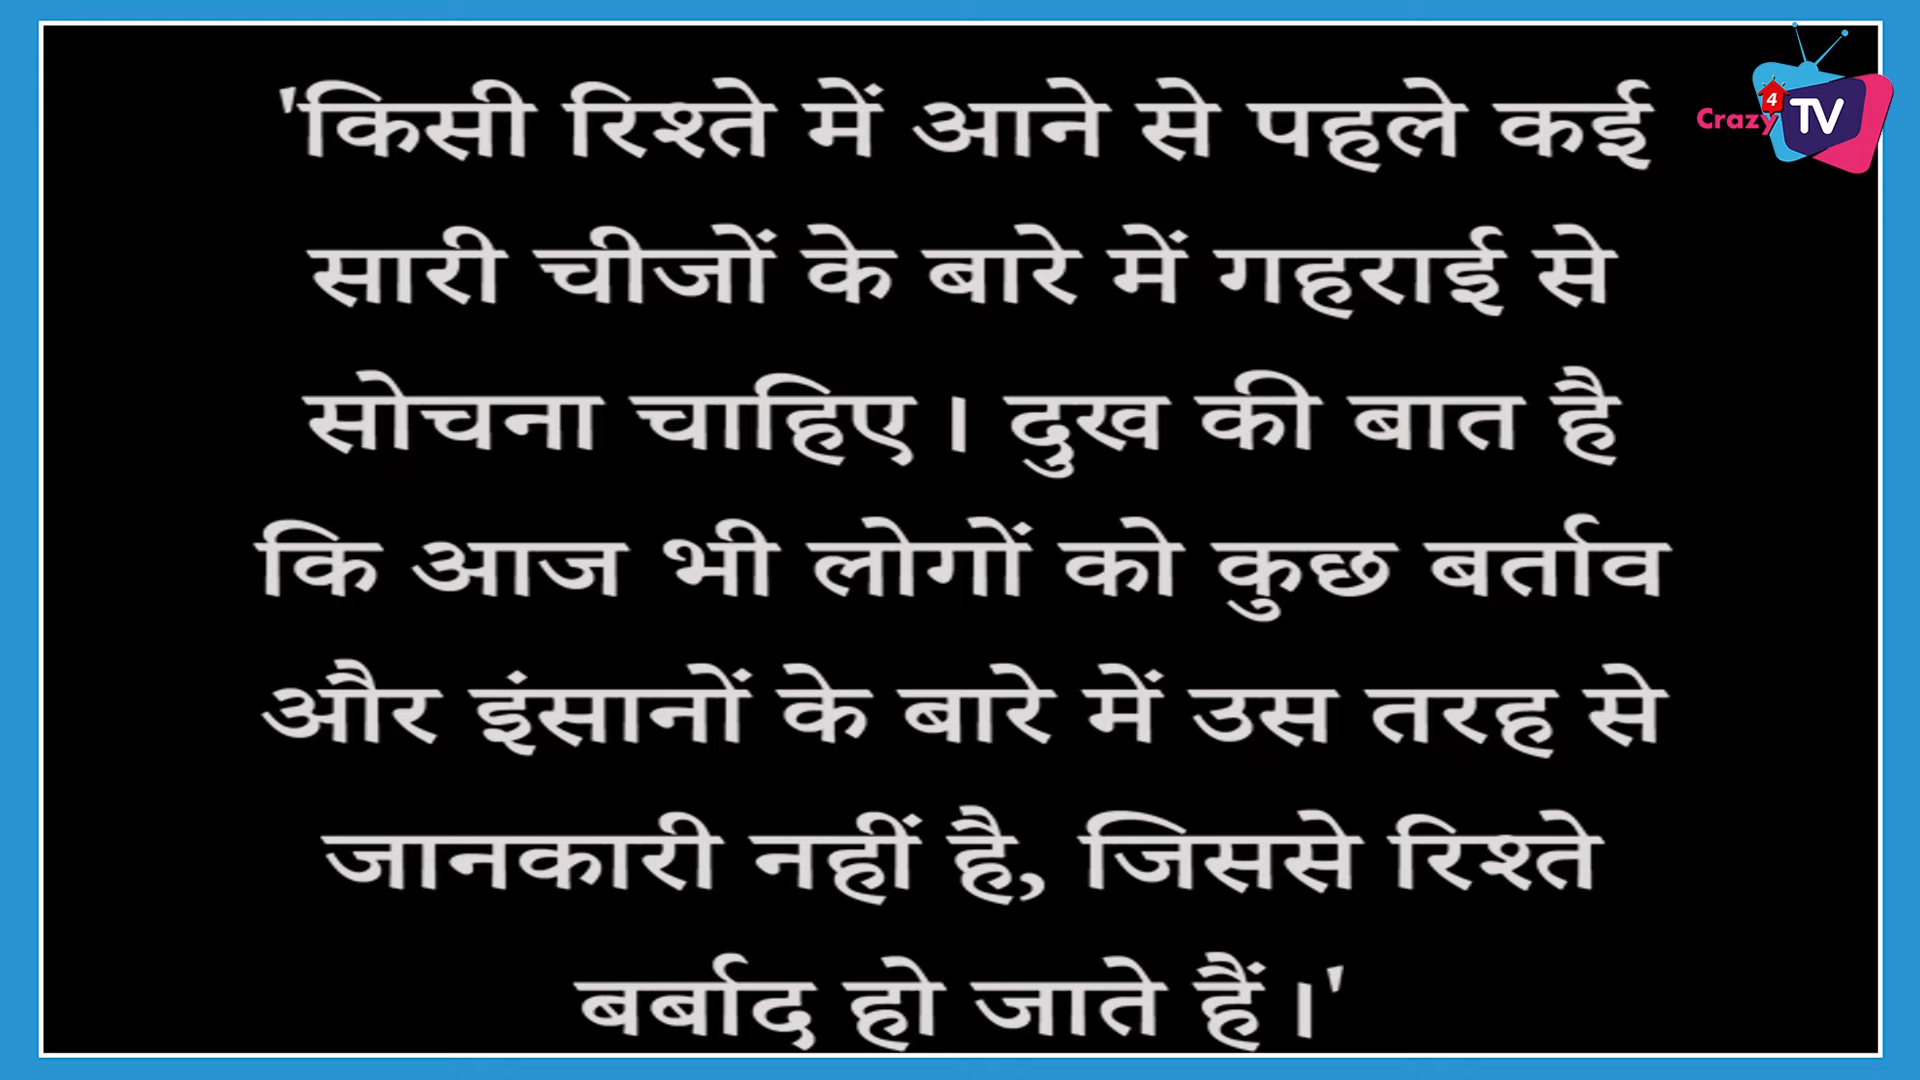 'किसी रिश्ते में आने से पहले कई
सारी चीजों के बारे में गहराई से
सोचना चाहिए। दुख की बात है
कि आज भी लोगों को कुछ बर्ताव
और इंसानों के बारे में उस तरह से
जानकारी नहीं है, जिससे रिश्ते
बर्बाद हो जाते हैं।'
Crazy 4 TV